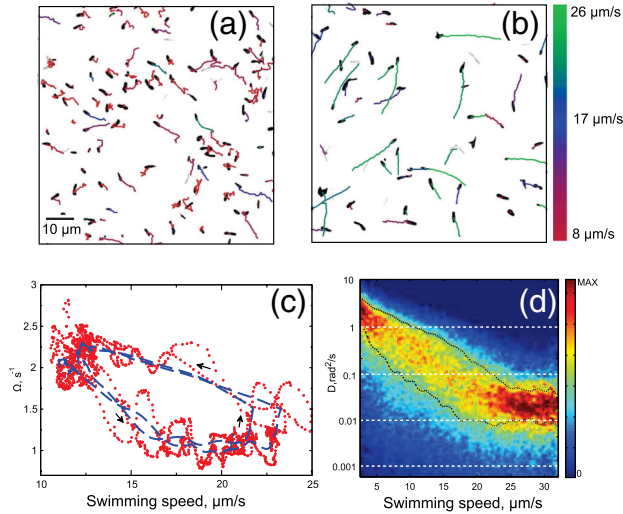 (a)
(b)
26 μm/s
17 μm/s
8 μm/s
10 μm
(c)
3
2.5
2
1.5
1
Ω, s⁻¹
10
15
20
25
Swimming speed, μm/s
(d)
10
1
0.1
0.01
0.001
D,rad²/s
5
10
15
20
25
30
Swimming speed, μm/s
MAX
0